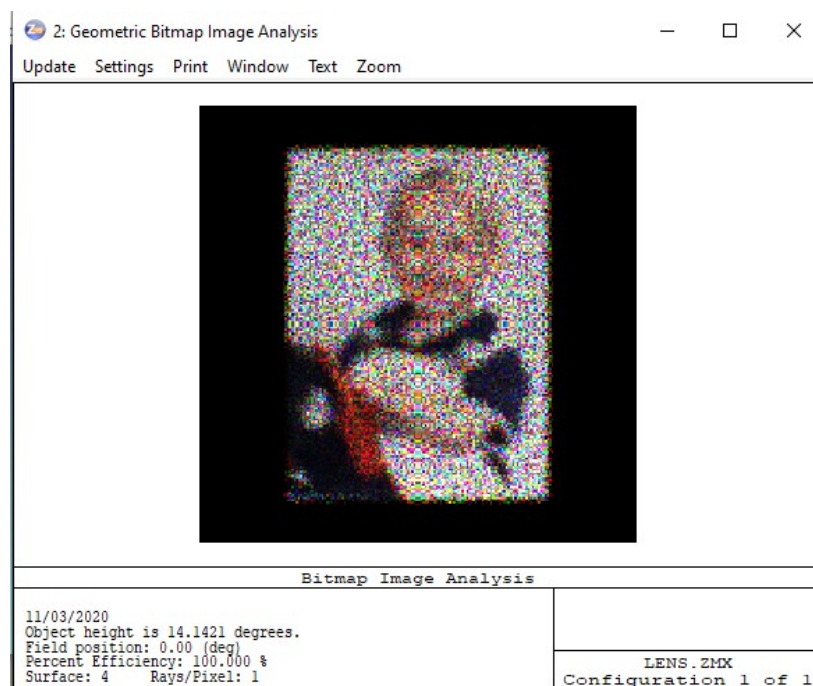 2: Geometric Bitmap Image Analysis
Update Settings Print Window Text Zoom
Bitmap Image Analysis
11/03/2020
Object height is 14.1421 degrees.
Field position: 0.00 (deg)
Percent Efficiency: 100.000 %
Surface: 4 Rays/Pixel: 1
LENS.ZMX
Configuration 1 of 1